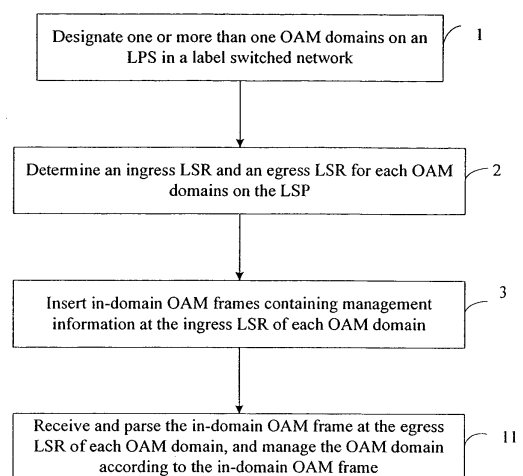 Designate one or more than one OAM domains on an
LPS in a label switched network
1
Determine an ingress LSR and an egress LSR for each OAM
domains on the LSP
2
Insert in-domain OAM frames containing management
information at the ingress LSR of each OAM domain
3
Receive and parse the in-domain OAM frame at the egress
LSR of each OAM domain, and manage the OAM domain
according to the in-domain OAM frame
11